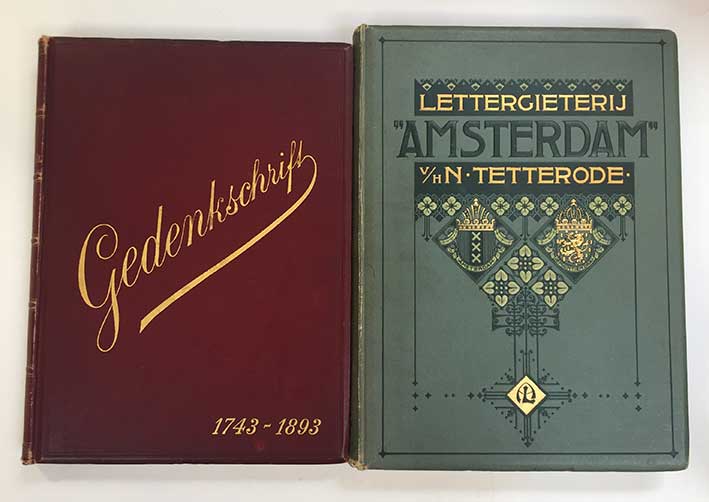 Gedenkschrift
1743-1893
LETTERGIETERIJ
"AMSTERDAM"
V/H N·TETTERODE·